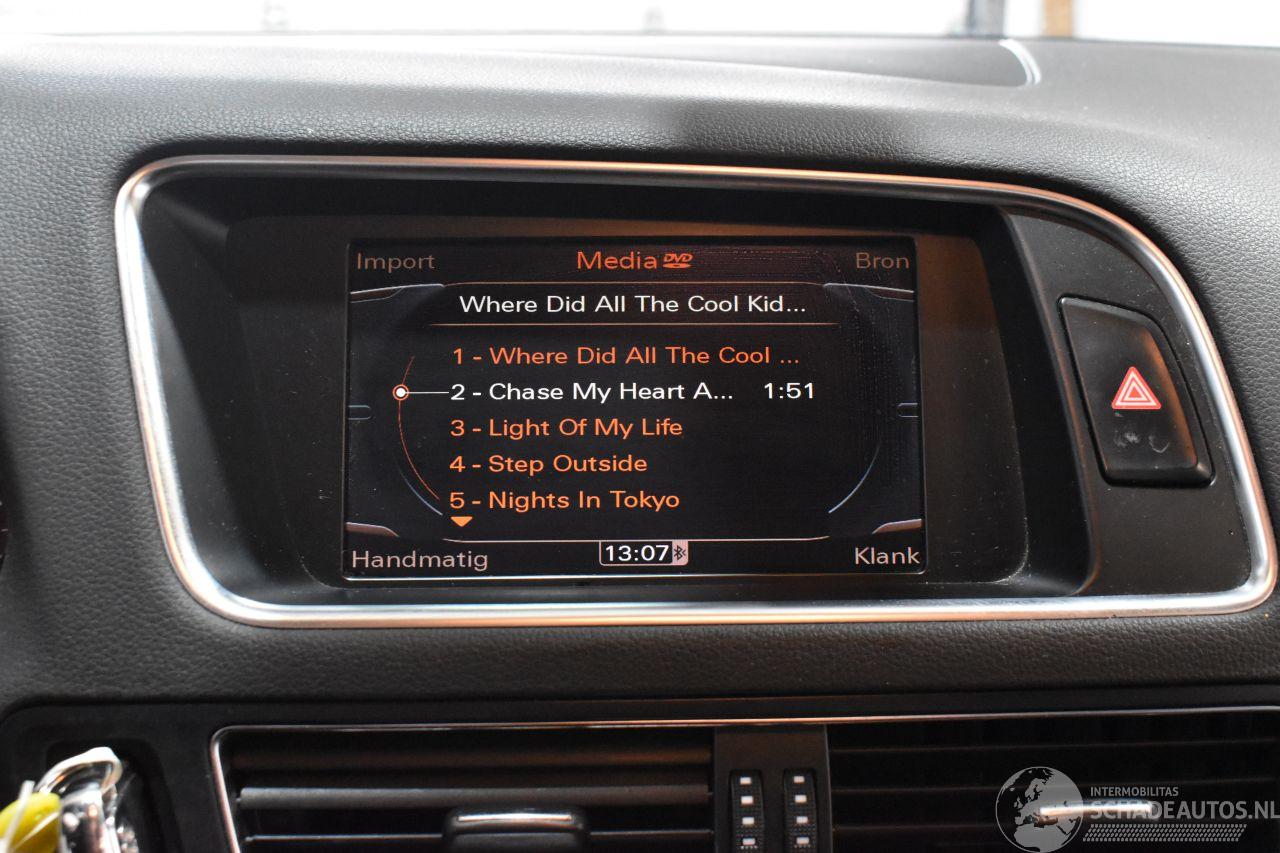 Import Media DVD Bron
Where Did All The Cool Kid...
1 - Where Did All The Cool ...
2 - Chase My Heart A... 1:51
3 - Light Of My Life
4 - Step Outside
5 - Nights In Tokyo
Handmatig 13:07 Klank
INTERMOBILITAS
SCHADEAUTOS.NL